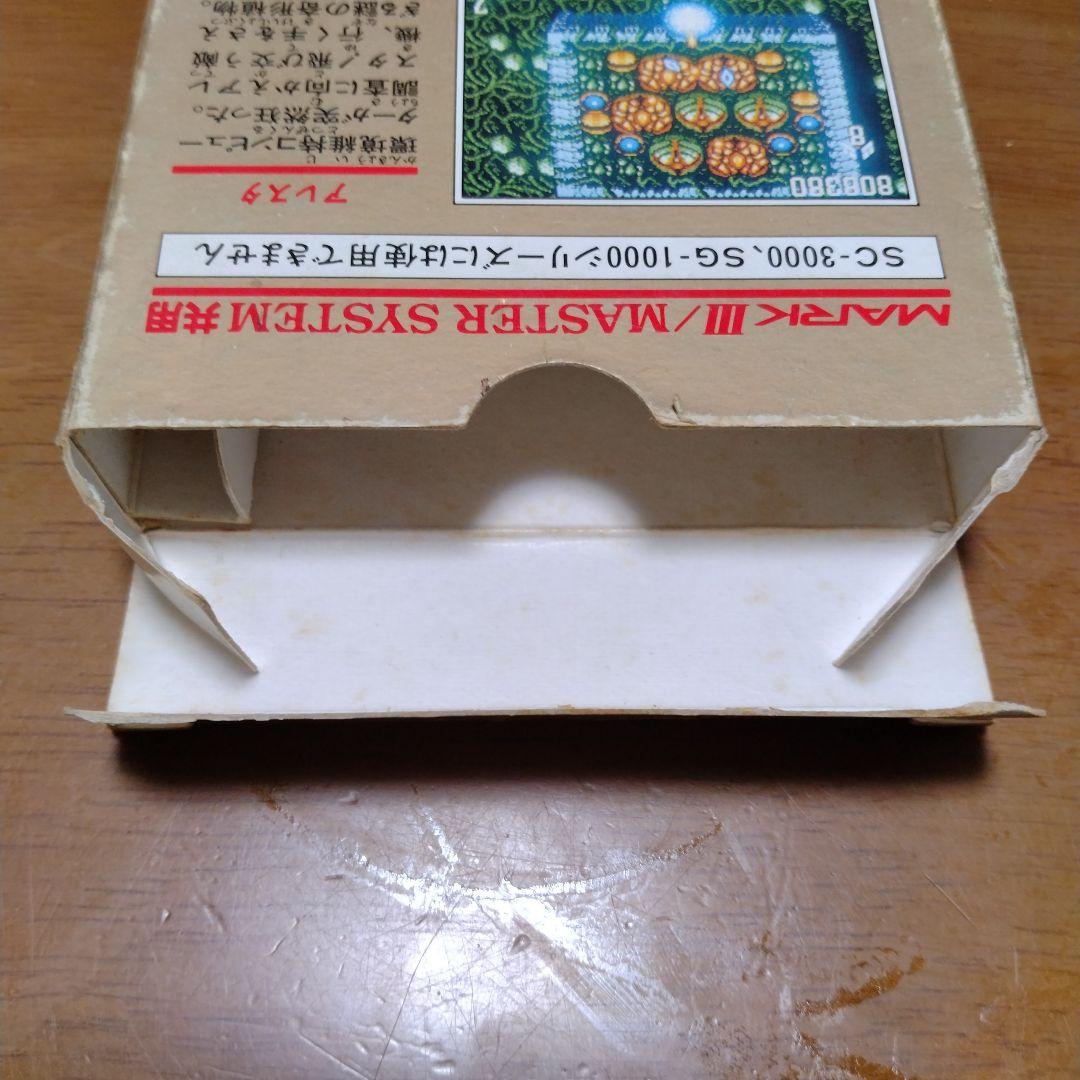 MARK III/MASTER SYSTEM 共用
SC-3000、SG-1000シリーズには使用できません
アレスタ
環境維持コンピュー
ターが突然狂った。
調査に向かえアレ
スタ!飛び交う敵
機、行く手をさえ
ぎる謎の奇形植物。